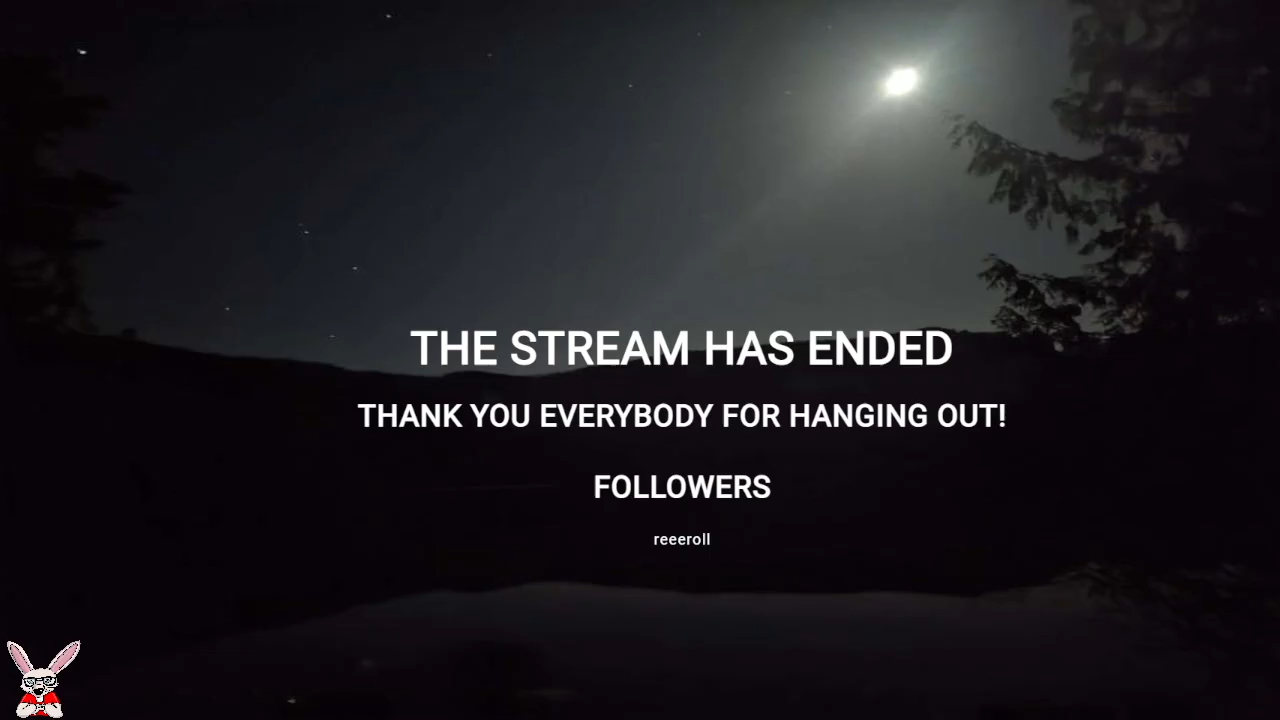 THE STREAM HAS ENDED
THANK YOU EVERYBODY FOR HANGING OUT!
FOLLOWERS
reeeroll